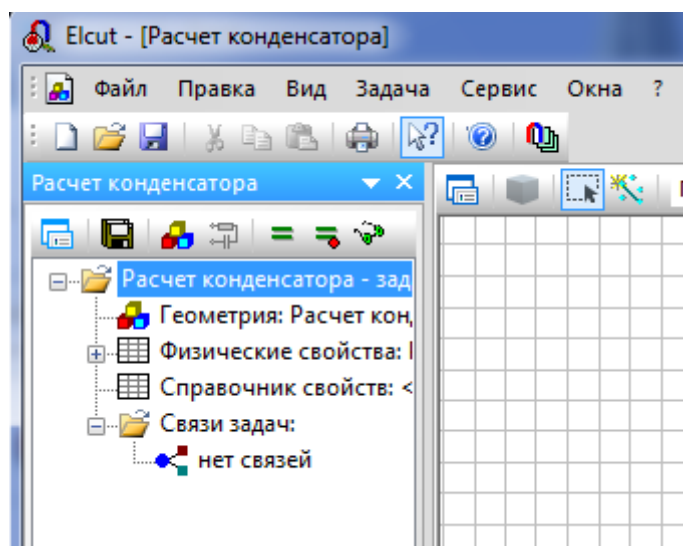 Elcut - [Расчет конденсатора]
Файл Правка Вид Задача Сервис Окна ?
Расчет конденсатора
Расчет конденсатора - зад
Геометрия: Расчет кон
Физические свойства:
Справочник свойств: <
Связи задач:
нет связей